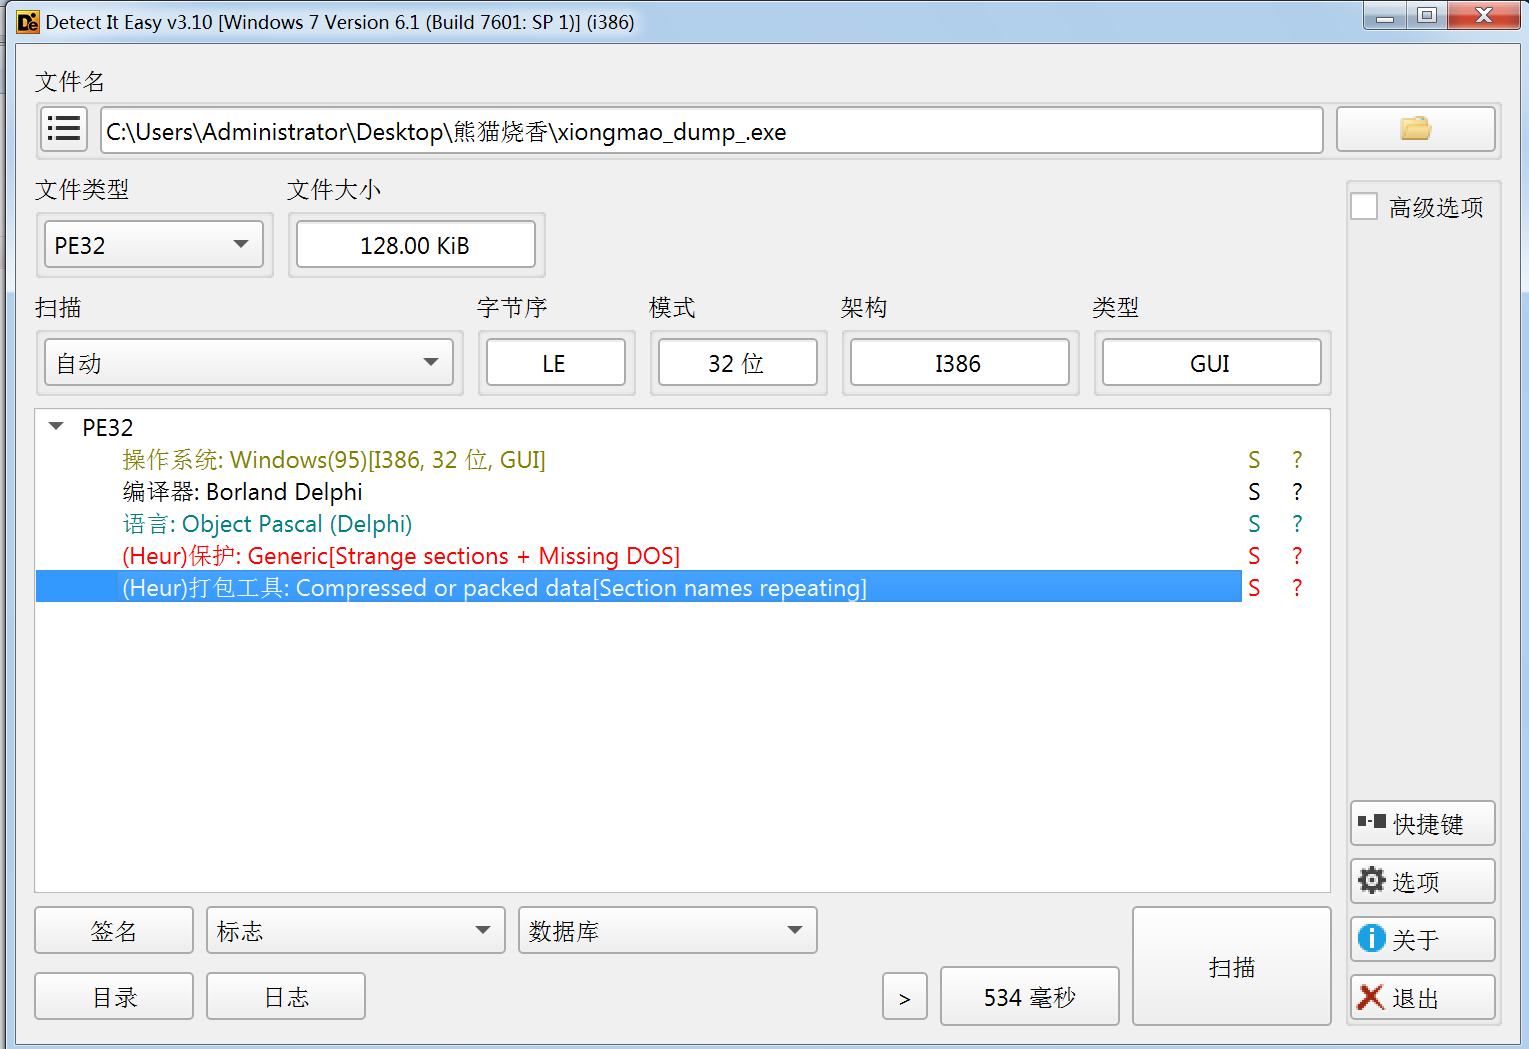 Detect It Easy v3.10 [Windows 7 Version 6.1 (Build 7601: SP 1)] (i386)
文件名
C:\Users\Administrator\Desktop\熊猫烧香\xiongmao_dump_.exe
文件类型 文件大小
高级选项
PE32 128.00 KiB
扫描 字节序 模式 架构 类型
自动 LE 32 位 I386 GUI
PE32
操作系统: Windows(95)[I386, 32 位, GUI] S ?
编译器: Borland Delphi S ?
语言: Object Pascal (Delphi) S ?
(Heur)保护: Generic[Strange sections + Missing DOS] S ?
(Heur)打包工具: Compressed or packed data[Section names repeating] S ?
快捷键
选项
签名 标志 数据库
关于
扫描
目录 日志 > 534 毫秒
退出